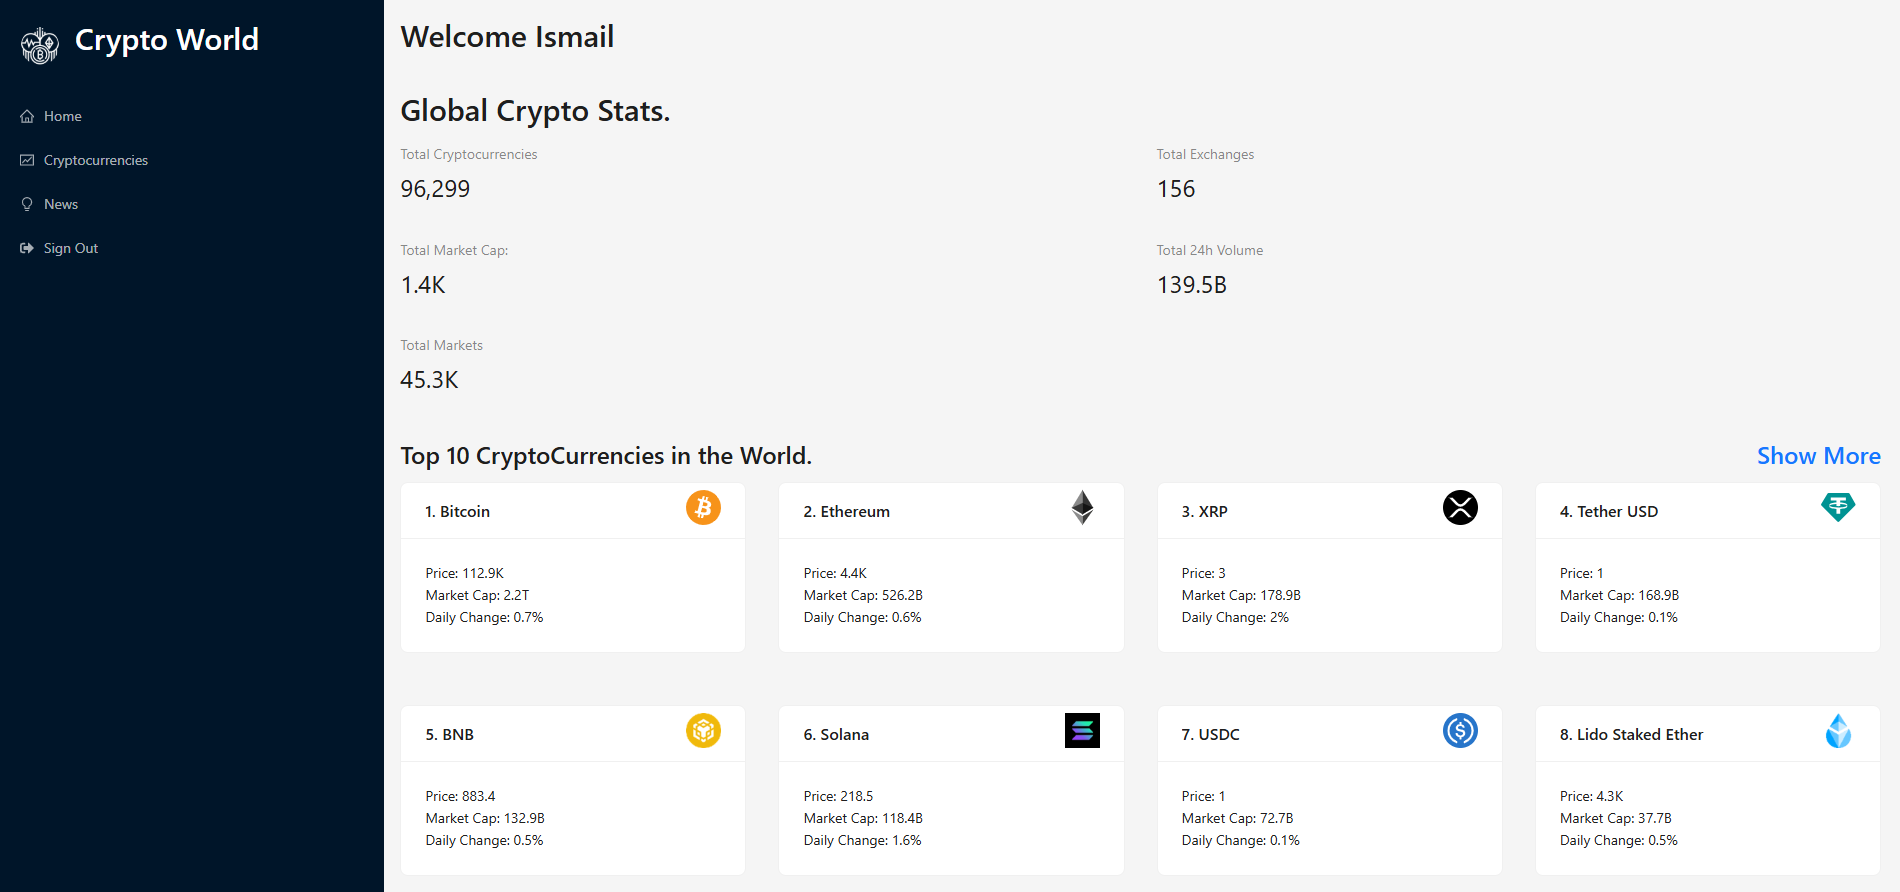 Crypto World
Home
Cryptocurrencies
News
Sign Out
Welcome Ismail
Global Crypto Stats.
Total Cryptocurrencies
96,299
Total Exchanges
156
Total Market Cap:
1.4K
Total 24h Volume
139.5B
Total Markets
45.3K
Top 10 CryptoCurrencies in the World.
Show More
1. Bitcoin
Price: 112.9K
Market Cap: 2.2T
Daily Change: 0.7%
2. Ethereum
Price: 4.4K
Market Cap: 526.2B
Daily Change: 0.6%
3. XRP
Price: 3
Market Cap: 178.9B
Daily Change: 2%
4. Tether USD
Price: 1
Market Cap: 168.9B
Daily Change: 0.1%
5. BNB
Price: 883.4
Market Cap: 132.9B
Daily Change: 0.5%
6. Solana
Price: 218.5
Market Cap: 118.4B
Daily Change: 1.6%
7. USDC
Price: 1
Market Cap: 72.7B
Daily Change: 0.1%
8. Lido Staked Ether
Price: 4.3K
Market Cap: 37.7B
Daily Change: 0.5%